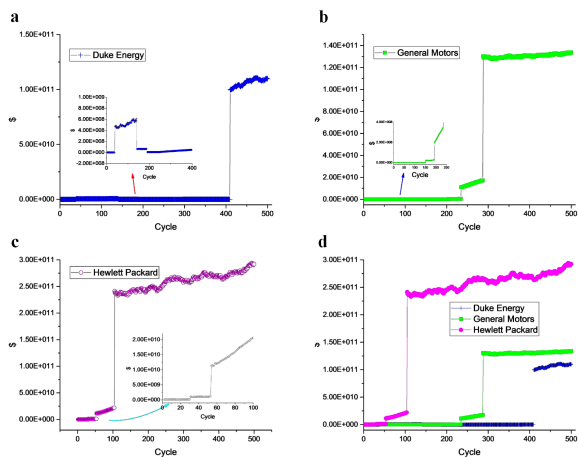 a
1.50E+011
1.00E+011
5.00E+010
0.00E+000
$
Duke Energy
1.00E+009
8.00E+008
6.00E+008
4.00E+008
2.00E+008
0.00E+000
-2.00E+008
$
0 200 400
Cycle
0 100 200 300 400 500
Cycle
b
1.40E+011
1.20E+011
1.00E+011
8.00E+010
6.00E+010
4.00E+010
2.00E+010
0.00E+000
$
General Motors
$
0 50 100 150 200 250
Cycle
0 100 200 300 400 500
Cycle
c
3.00E+011
2.50E+011
2.00E+011
1.50E+011
1.00E+011
5.00E+010
0.00E+000
$
Hewlett Packard
2.00E+010
1.50E+010
1.00E+010
5.00E+009
0.00E+000
$
0 20 40 60 80 100
Cycle
0 100 200 300 400 500
Cycle
d
3.00E+011
2.50E+011
2.00E+011
1.50E+011
1.00E+011
5.00E+010
0.00E+000
$
Duke Energy
General Motors
Hewlett Packard
0 100 200 300 400 500
Cycle